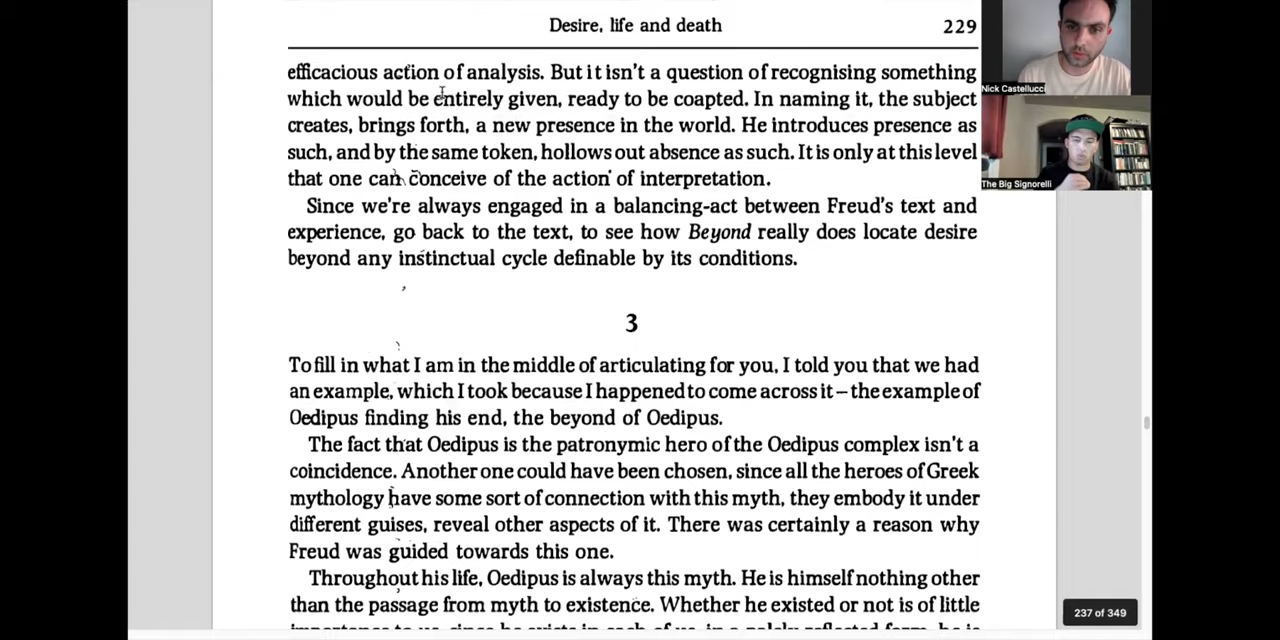 Desire, life and death 229
efficacious action of analysis. But it isn't a question of recognising something
which would be entirely given, ready to be coapted. In naming it, the subject
creates, brings forth, a new presence in the world. He introduces presence as
such, and by the same token, hollows out absence as such. It is only at this level
that one can conceive of the action of interpretation.
Since we're always engaged in a balancing-act between Freud's text and
experience, go back to the text, to see how Beyond really does locate desire
beyond any instinctual cycle definable by its conditions.
3
To fill in what I am in the middle of articulating for you, I told you that we had
an example, which I took because I happened to come across it – the example of
Oedipus finding his end, the beyond of Oedipus.
The fact that Oedipus is the patronymic hero of the Oedipus complex isn't a
coincidence. Another one could have been chosen, since all the heroes of Greek
mythology have some sort of connection with this myth, they embody it under
different guises, reveal other aspects of it. There was certainly a reason why
Freud was guided towards this one.
Throughout his life, Oedipus is always this myth. He is himself nothing other
than the passage from myth to existence. Whether he existed or not is of little
Nick Castellucci
The Big Signorelli
237 of 349